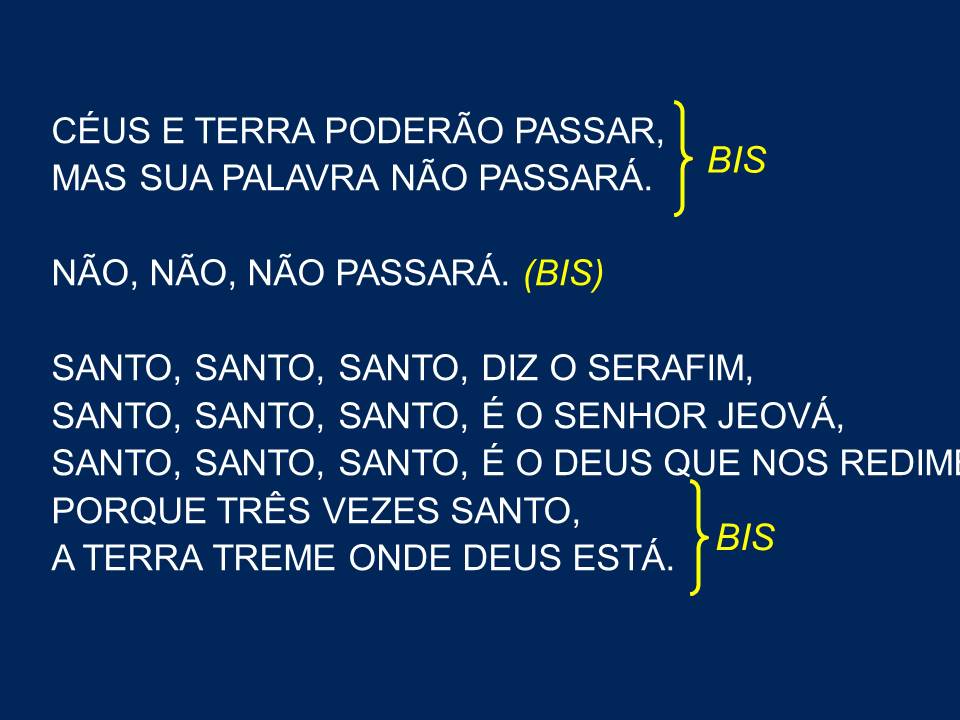 CÉUS E TERRA PODERÃO PASSAR,
MAS SUA PALAVRA NÃO PASSARÁ.
BIS
NÃO, NÃO, NÃO PASSARÁ. (BIS)
SANTO, SANTO, SANTO, DIZ O SERAFIM,
SANTO, SANTO, SANTO, É O SENHOR JEOVÁ,
SANTO, SANTO, SANTO, É O DEUS QUE NOS REDIME
PORQUE TRÊS VEZES SANTO,
A TERRA TREME ONDE DEUS ESTÁ.
BIS